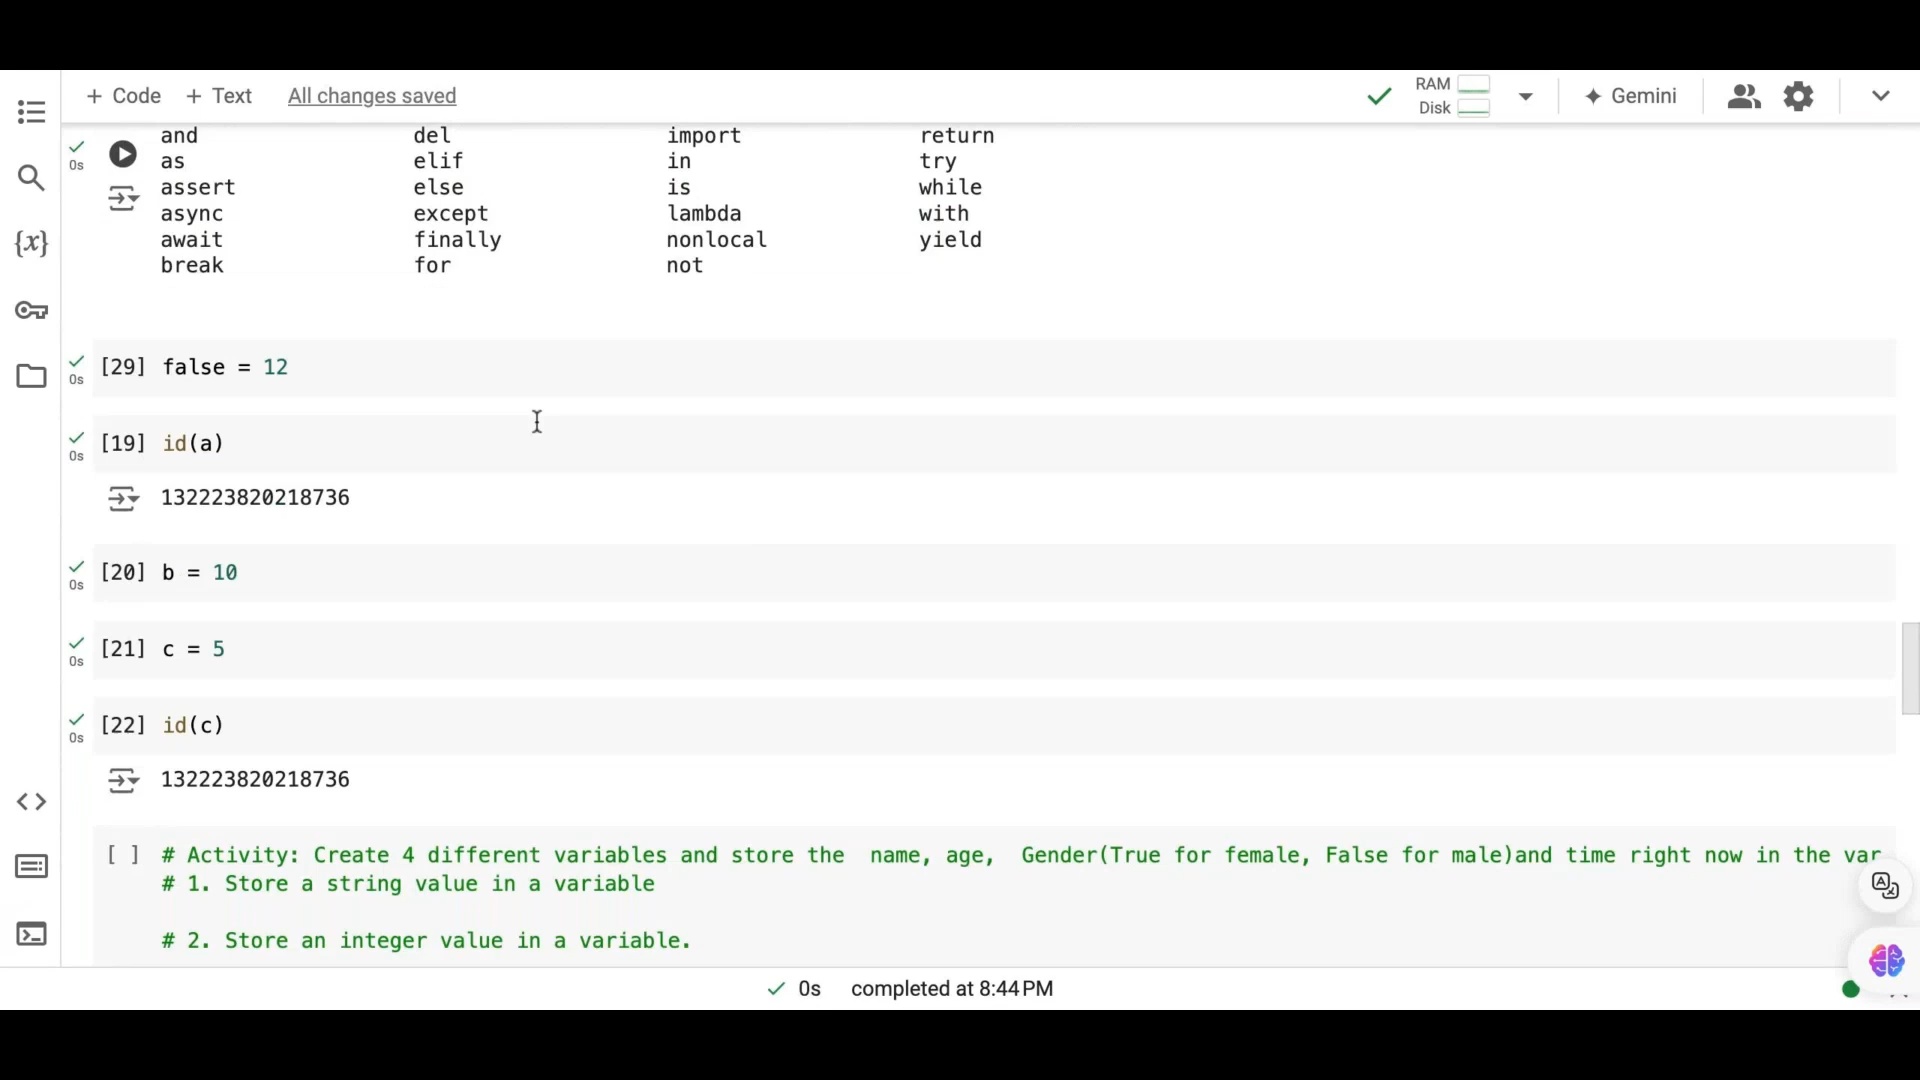 + Code + Text All changes saved RAM Disk Gemini
and del import return
0s as elif in try
assert else is while
async except lambda with
await finally nonlocal yield
break for not
[29] false = 12
0s
[19] id(a)
0s
132223820218736
[20] b = 10
0s
[21] c = 5
0s
[22] id(c)
0s
132223820218736
[ ] # Activity: Create 4 different variables and store the name, age, Gender(True for female, False for male)and time right now in the var
# 1. Store a string value in a variable
# 2. Store an integer value in a variable.
0s completed at 8:44 PM